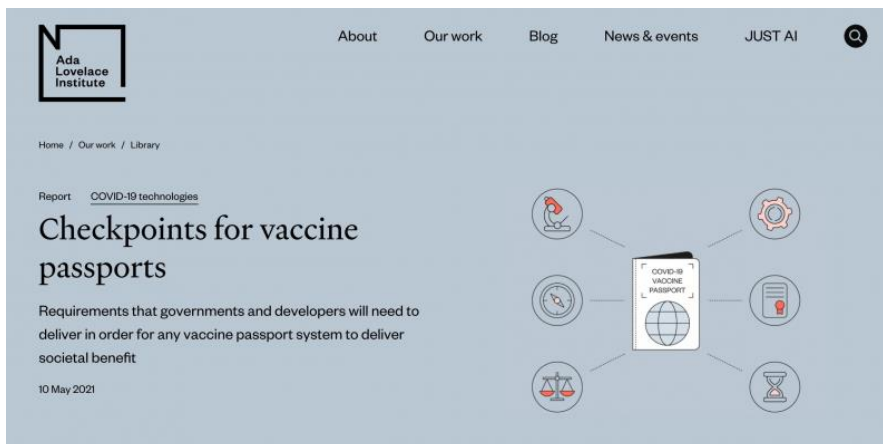 Ada
Lovelace
Institute
About Our work Blog News & events JUST AI
Home / Our work / Library
Report COVID-19 technologies
Checkpoints for vaccine
passports
Requirements that governments and developers will need to
deliver in order for any vaccine passport system to deliver
societal benefit
10 May 2021
COVID-19
VACCINE
PASSPORT